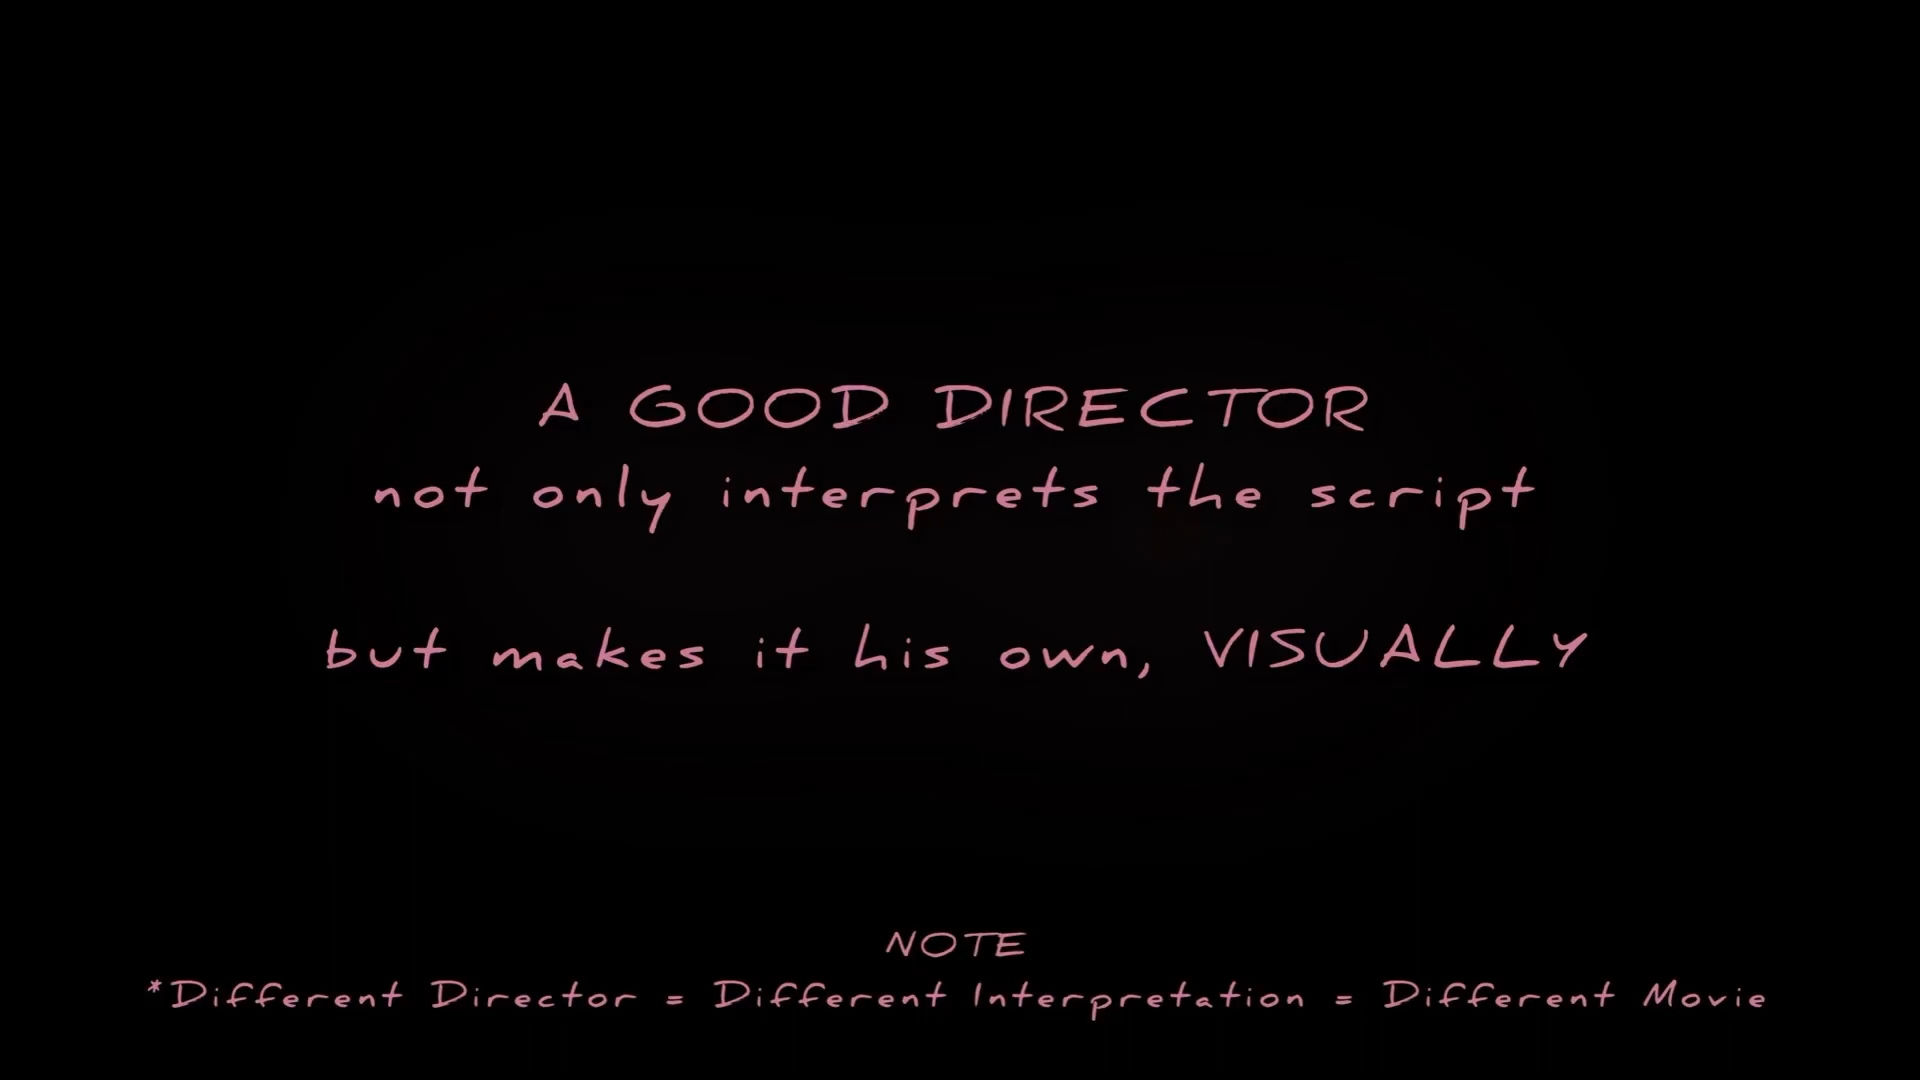 A GOOD DIRECTOR
not only interprets the script
but makes it his own, VISUALLY
NOTE
*Different Director = Different Interpretation = Different Movie